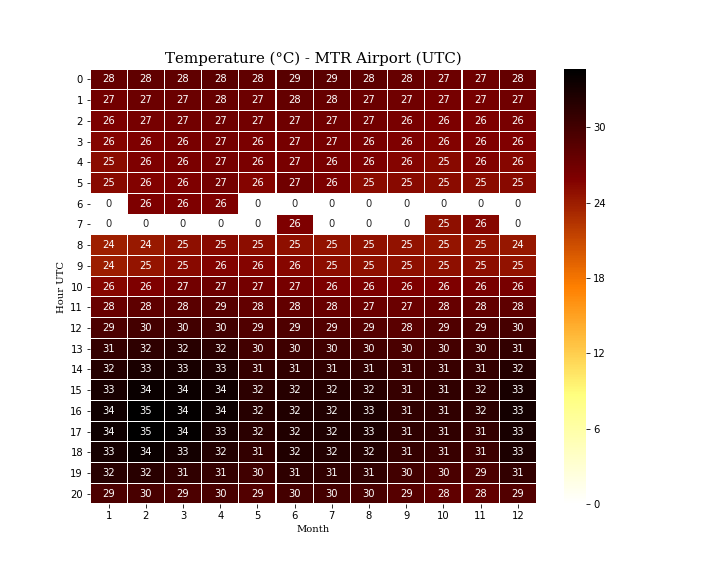 Temperature (°C) - MTR Airport (UTC)
0 28 28 28 28 28 29 29 28 28 27 27 28
1 27 27 27 28 27 28 28 27 27 27 27 27
2 26 27 27 27 26 27 27 27 26 26 26 26
3 26 26 26 27 26 27 27 26 26 26 26 26
4 25 26 26 27 26 27 26 26 26 25 26 26
5 25 26 26 27 26 27 26 25 25 25 25 25
6 0 26 26 26 0 0 0 0 0 0 0 0
7 0 0 0 0 0 26 0 0 0 25 26 0
8 24 24 25 25 25 25 25 25 25 25 25 24
9 24 25 25 26 26 26 25 25 25 25 25 25
10 26 26 27 27 27 27 26 26 26 26 26 26
11 28 28 28 29 28 28 28 27 27 28 28 28
12 29 30 30 30 29 29 29 29 28 29 29 30
13 31 32 32 32 30 30 30 30 30 30 30 31
14 32 33 33 33 31 31 31 31 31 31 31 32
15 33 34 34 34 32 32 32 32 31 31 32 33
16 34 35 34 34 32 32 32 33 31 31 32 33
17 34 35 34 33 32 32 32 33 31 31 31 33
18 33 34 33 32 31 32 32 32 31 31 31 33
19 32 32 31 31 30 31 31 31 30 30 29 31
20 29 30 29 30 29 30 30 30 29 28 28 29
1 2 3 4 5 6 7 8 9 10 11 12
Month
Hour UTC
30
24
18
12
6
0